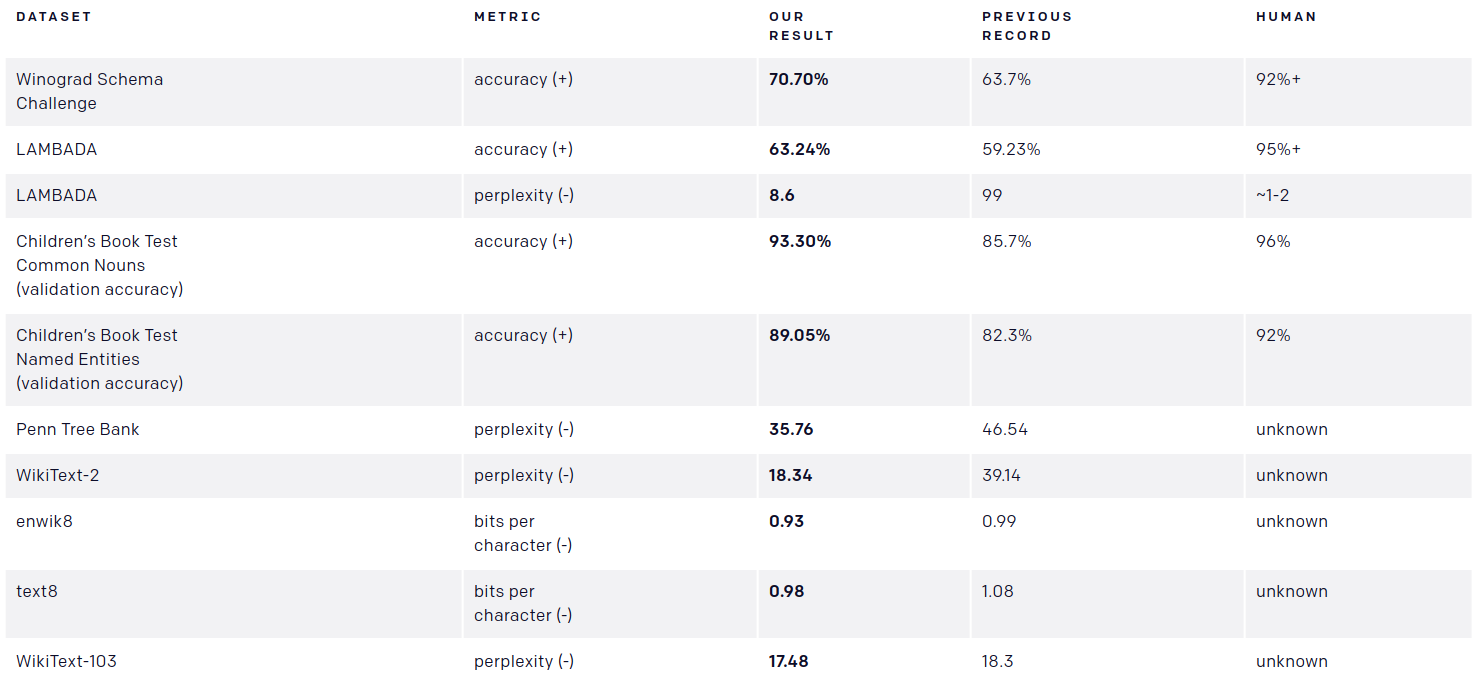 DATASET METRIC OUR RESULT PREVIOUS RECORD HUMAN
Winograd Schema Challenge accuracy (+) 70.70% 63.7% 92%+
LAMBADA accuracy (+) 63.24% 59.23% 95%+
LAMBADA perplexity (-) 8.6 99 ~1-2
Children’s Book Test Common Nouns (validation accuracy) accuracy (+) 93.30% 85.7% 96%
Children’s Book Test Named Entities (validation accuracy) accuracy (+) 89.05% 82.3% 92%
Penn Tree Bank perplexity (-) 35.76 46.54 unknown
WikiText-2 perplexity (-) 18.34 39.14 unknown
enwik8 bits per character (-) 0.93 0.99 unknown
text8 bits per character (-) 0.98 1.08 unknown
WikiText-103 perplexity (-) 17.48 18.3 unknown